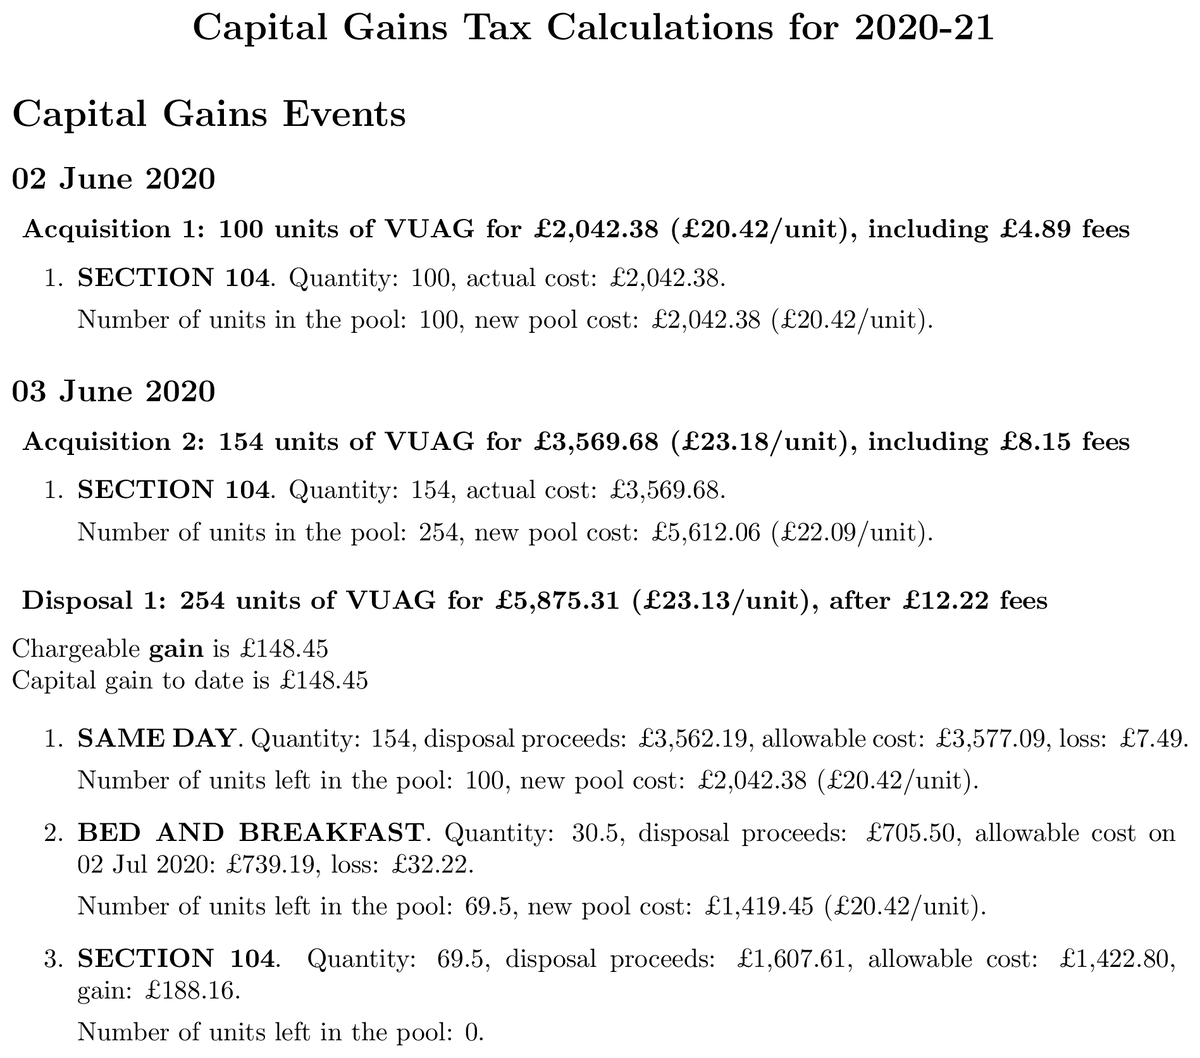 Capital Gains Tax Calculations for 2020-21
Capital Gains Events
02 June 2020
Acquisition 1: 100 units of VUAG for £2,042.38 (£20.42/unit), including £4.89 fees
1. SECTION 104. Quantity: 100, actual cost: £2,042.38.
Number of units in the pool: 100, new pool cost: £2,042.38 (£20.42/unit).
03 June 2020
Acquisition 2: 154 units of VUAG for £3,569.68 (£23.18/unit), including £8.15 fees
1. SECTION 104. Quantity: 154, actual cost: £3,569.68.
Number of units in the pool: 254, new pool cost: £5,612.06 (£22.09/unit).
Disposal 1: 254 units of VUAG for £5,875.31 (£23.13/unit), after £12.22 fees
Chargeable gain is £148.45
Capital gain to date is £148.45
1. SAME DAY. Quantity: 154, disposal proceeds: £3,562.19, allowable cost: £3,577.09, loss: £7.49.
Number of units left in the pool: 100, new pool cost: £2,042.38 (£20.42/unit).
2. BED AND BREAKFAST. Quantity: 30.5, disposal proceeds: £705.50, allowable cost on
02 Jul 2020: £739.19, loss: £32.22.
Number of units left in the pool: 69.5, new pool cost: £1,419.45 (£20.42/unit).
3. SECTION 104. Quantity: 69.5, disposal proceeds: £1,607.61, allowable cost: £1,422.80,
gain: £188.16.
Number of units left in the pool: 0.